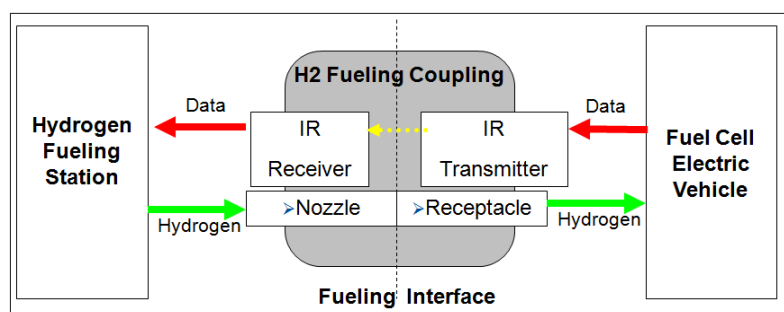 H2 Fueling Coupling
Hydrogen
Fueling
Station
Data
IR
Receiver
IR
Transmitter
Data
Fuel Cell
Electric
Vehicle
Hydrogen
➢Nozzle
➢Receptacle
Hydrogen
Fueling Interface